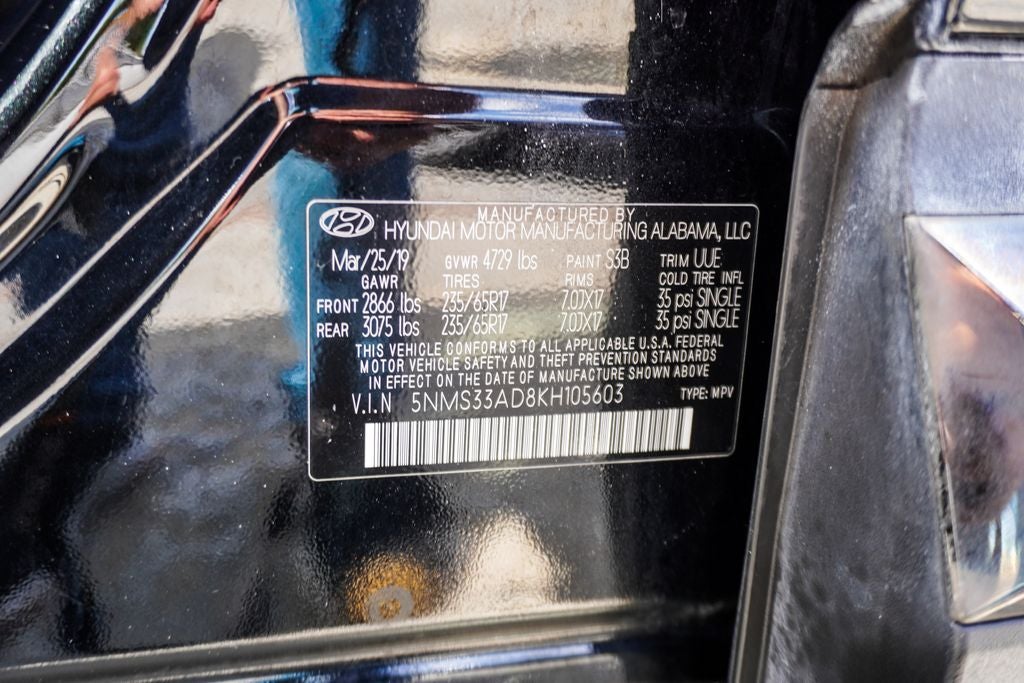 MANUFACTURED BY
HYUNDAI MOTOR MANUFACTURING ALABAMA, LLC
Mar/25/19 GVWR 4729 lbs PAINT S3B TRIM UUE
GAWR TIRES RIMS COLD TIRE INFL
FRONT 2866 lbs 235/65R17 7.0JX17 35 psi SINGLE
REAR 3075 lbs 235/65R17 7.0JX17 35 psi SINGLE
THIS VEHICLE CONFORMS TO ALL APPLICABLE U.S.A. FEDERAL
MOTOR VEHICLE SAFETY AND THEFT PREVENTION STANDARDS
IN EFFECT ON THE DATE OF MANUFACTURE SHOWN ABOVE
V.I.N 5NMS33AD8KH105603 TYPE: MPV